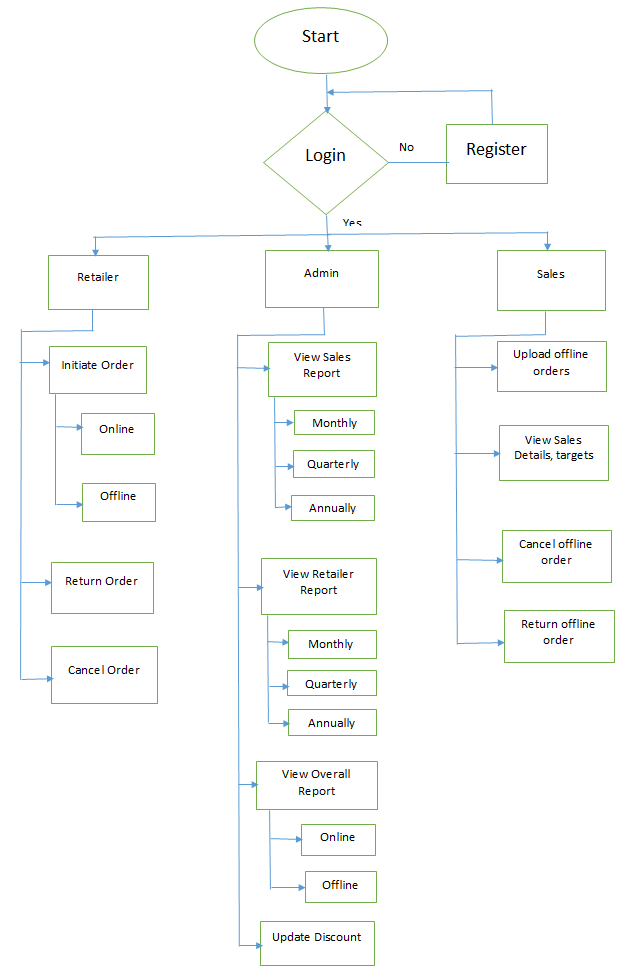 Start
Login
No
Register
Yes
Retailer
Admin
Sales
Initiate Order
Online
Offline
Return Order
Cancel Order
View Sales
Report
Monthly
Quarterly
Annually
View Retailer
Report
Monthly
Quarterly
Annually
View Overall
Report
Online
Offline
Update Discount
Upload offline
orders
View Sales
Details, targets
Cancel offline
order
Return offline
order